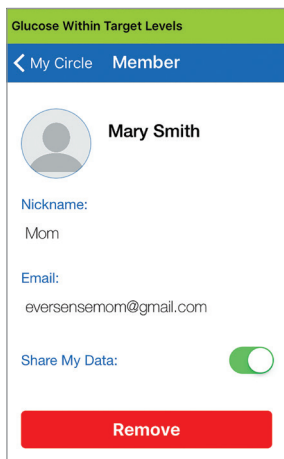 Glucose Within Target Levels
My Circle Member
Mary Smith
Nickname:
Mom
Email:
eversensemom@gmail.com
Share My Data:
Remove